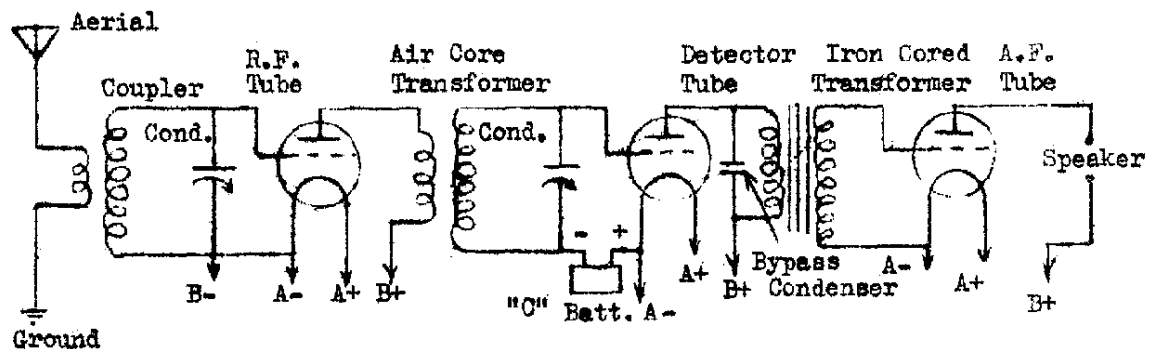 Aerial
Coupler
R.F.
Tube
Air Core
Transformer
Detector
Tube
Iron Cored
Transformer
A.F.
Tube
Cond.
Cond.
Speaker
- +
B-
A-
A+
B+
"C" Batt.
A-
A+
B+
Bypass
Condenser
A-
A+
B+
Ground